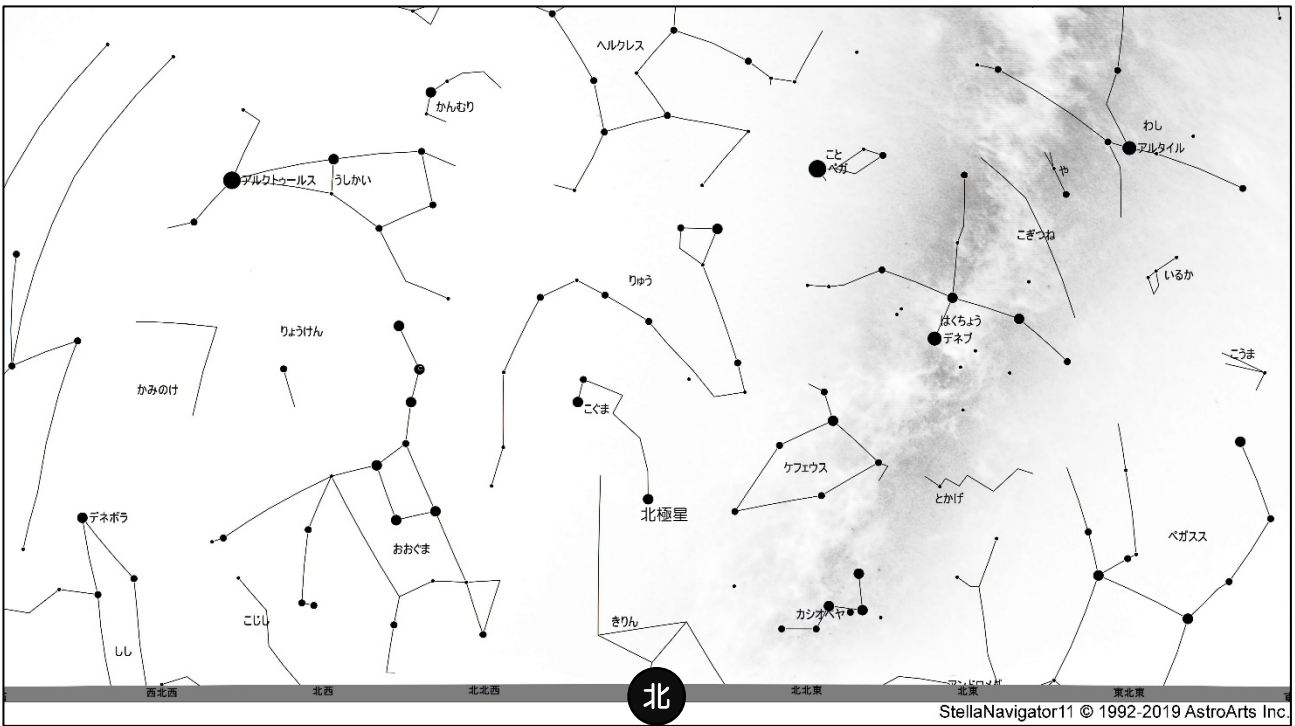 ヘルクレス
かんむり
わし
アルタイル
こと
ベガ
や
アルクトゥールス
うしかい
こぎつね
りゅう
いるか
はくちょう
デネブ
りょうけん
こうま
かみのけ
こぐま
ケフェウス
とかげ
北極星
デネボラ
おおぐま
ペガスス
カシオペヤ
こじし
きりん
しし
アンドロメダ
西北西
北西
北北西
北
北北東
北東
東北東
StellaNavigator11 © 1992-2019 AstroArts Inc.